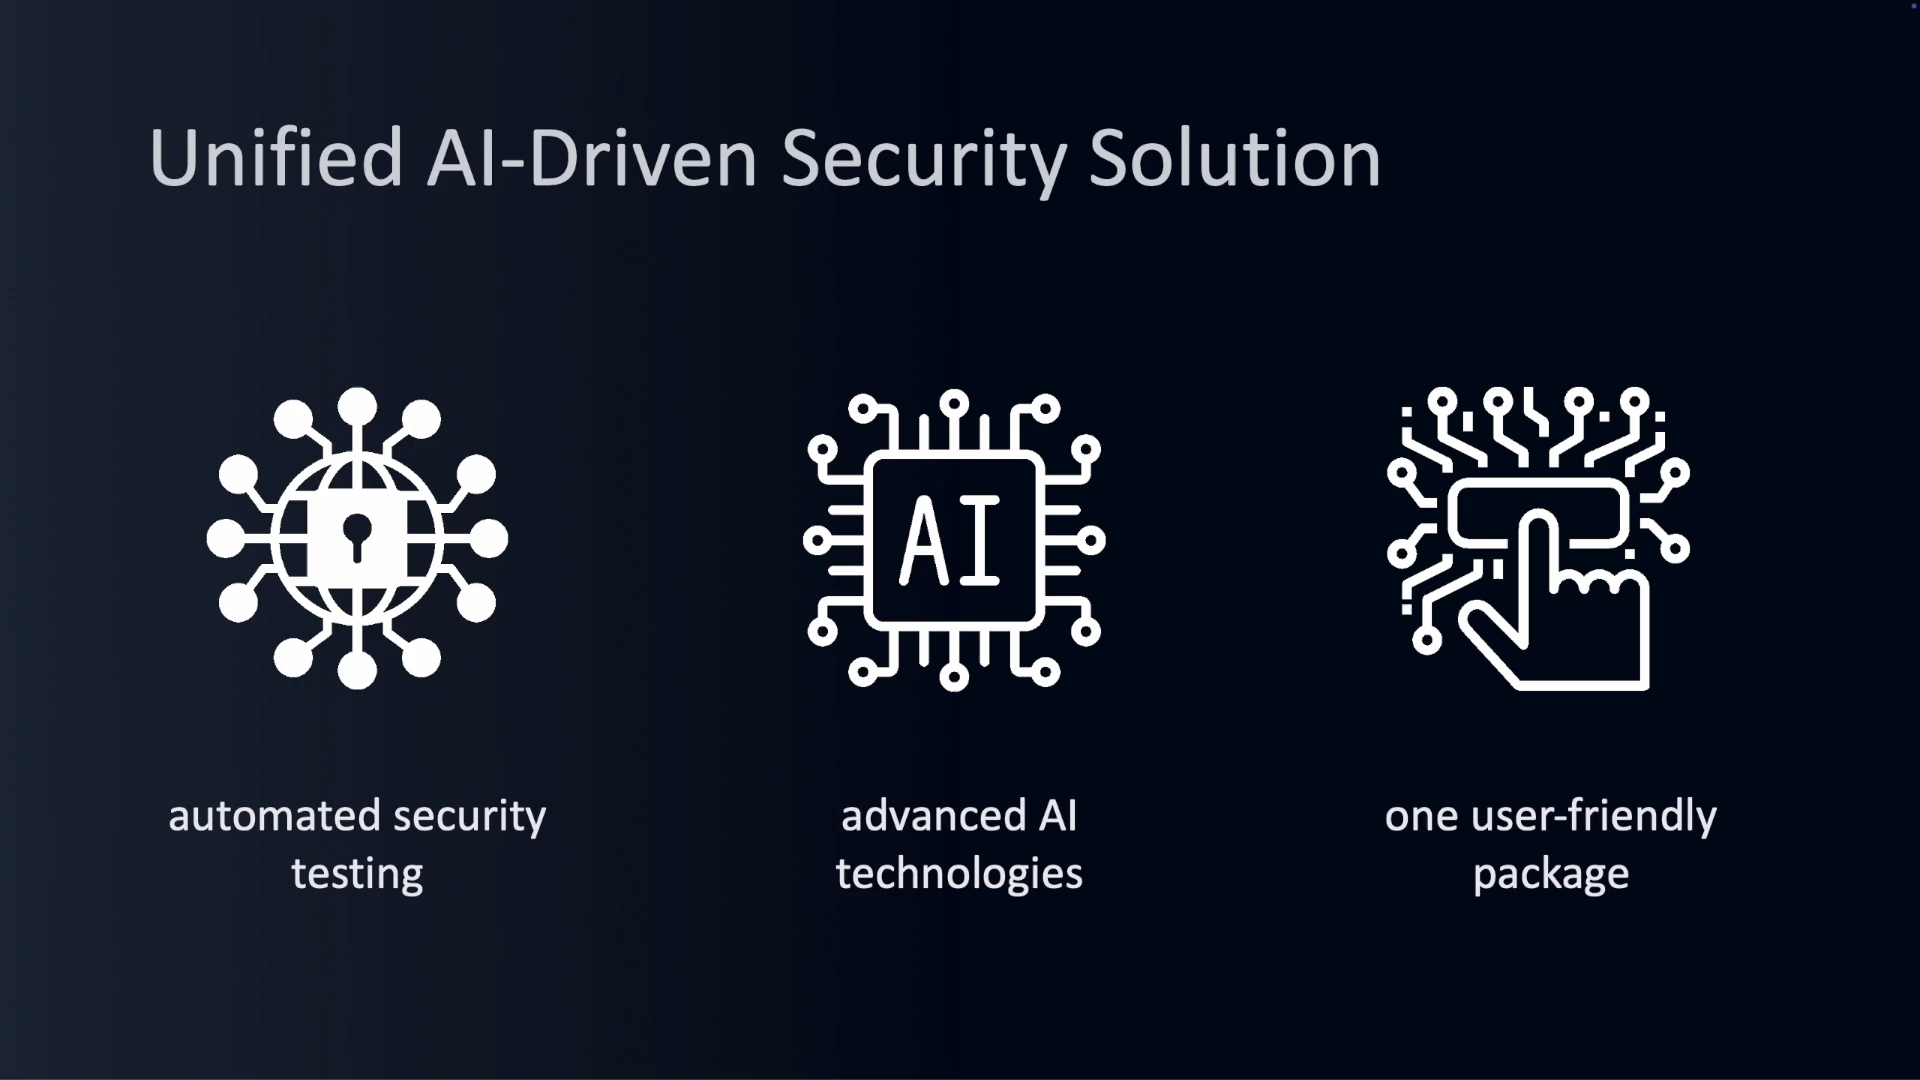 Unified AI-Driven Security Solution
AI
automated security
testing
advanced AI
technologies
one user-friendly
package